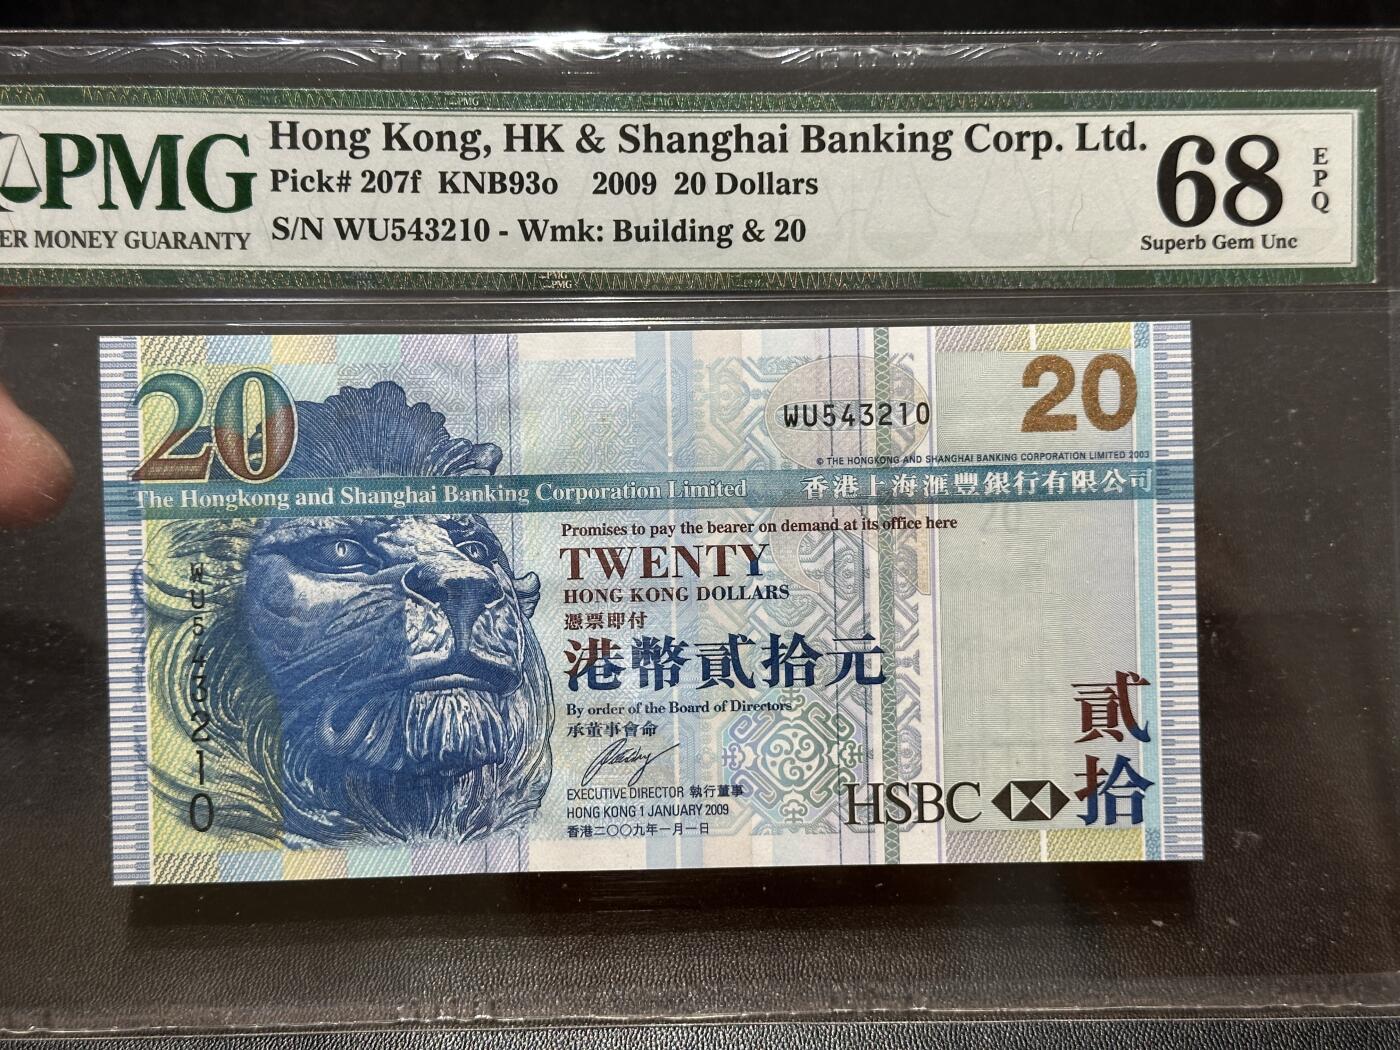 PMG
ER MONEY GUARANTY
Hong Kong, HK & Shanghai Banking Corp. Ltd.
Pick# 207f KNB93o 2009 20 Dollars
S/N WU543210 - Wmk: Building & 20
68
EPQ
Superb Gem Unc
20
WU543210
20
© THE HONGKONG AND SHANGHAI BANKING CORPORATION LIMITED 2003
The Hongkong and Shanghai Banking Corporation Limited 香港上海滙豐銀行有限公司
Promises to pay the bearer on demand at its office here
TWENTY
HONG KONG DOLLARS
憑票即付
港幣貳拾元
By order of the Board of Directors
承董事會命
EXECUTIVE DIRECTOR 執行董事
HONG KONG 1 JANUARY 2009
香港二〇〇九年一月一日
WU543210
HSBC
貳拾